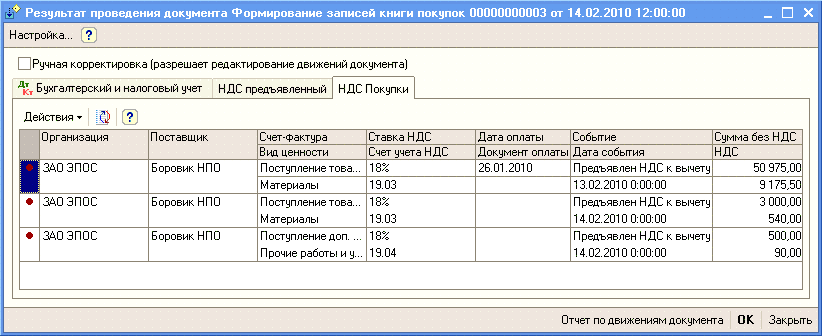 Результат проведения документа Формирование записей книги покупок 00000000003 от 14.02.2010 12:00:00
Настройка... ?
Ручная корректировка (разрешает редактирование движений документа)
Дт Кт Бухгалтерский и налоговый учет НДС предъявленный НДС Покупки
Действия ?
Организация Поставщик Счет-фактура Ставка НДС Дата оплаты Событие Сумма без НДС
Вид ценности Счет учета НДС Документ оплаты Дата события НДС
ЗАО ЭПОС Боровик НПО Поступление това... 18% 26.01.2010 Предъявлен НДС к вычету 50 975,00
Материалы 19.03 13.02.2010 0:00:00 9 175,50
ЗАО ЭПОС Боровик НПО Поступление това... 18% Предъявлен НДС к вычету 3 000,00
Материалы 19.03 14.02.2010 0:00:00 540,00
ЗАО ЭПОС Боровик НПО Поступление доп. ... 18% Предъявлен НДС к вычету 500,00
Прочие работы и у... 19.04 14.02.2010 0:00:00 90,00
Отчет по движениям документа OK Закрыть